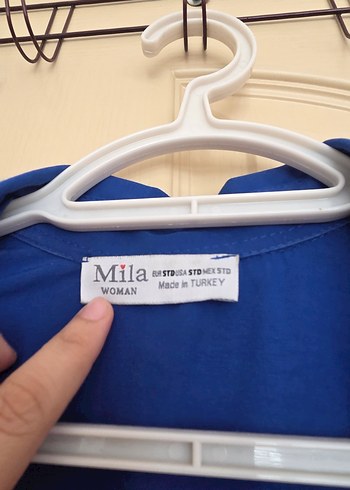 Mila EUR STD USA STD MEX STD
WOMAN Made in TURKEY